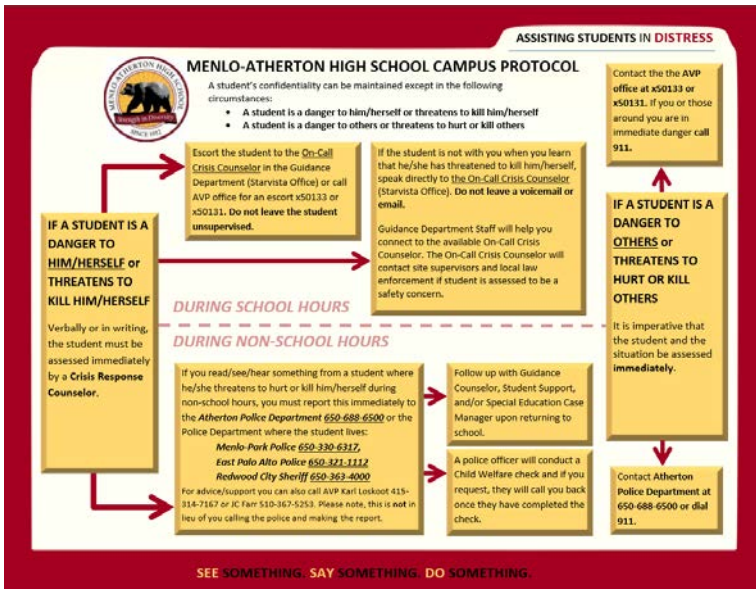 ASSISTING STUDENTS IN DISTRESS
MENLO-ATHERTON HIGH SCHOOL CAMPUS PROTOCOL
MENLO-ATHERTON HIGH SCHOOL
Strength in Diversity
SINCE 1951
A student's confidentiality can be maintained except in the following
circumstances:
• A student is a danger to him/herself or threatens to kill him/herself
• A student is a danger to others or threatens to hurt or kill others
Contact the the AVP
office at x50133 or
x50131. If you or those
around you are in
immediate danger call
911.
Escort the student to the On-Call
Crisis Counselor in the Guidance
Department (Starvista Office) or call
AVP office for an escort x50133 or
x50131. Do not leave the student
unsupervised.
If the student is not with you when you learn
that he/she has threatened to kill him/herself,
speak directly to the On-Call Crisis Counselor
(Starvista Office). Do not leave a voicemail or
email.
Guidance Department Staff will help you
connect to the available On-Call Crisis
Counselor. The On-Call Crisis Counselor will
contact site supervisors and local law
enforcement if student is assessed to be a
safety concern.
IF A STUDENT IS A
DANGER TO
HIM/HERSELF or
THREATENS TO
KILL HIM/HERSELF
Verbally or in writing,
the student must be
assessed immediately
by a Crisis Response
Counselor.
IF A STUDENT IS A
DANGER TO
OTHERS or
THREATENS TO
HURT OR KILL
OTHERS
It is imperative that
the student and the
situation be assessed
immediately.
DURING SCHOOL HOURS
DURING NON-SCHOOL HOURS
If you read/see/hear something from a student where
he/she threatens to hurt or kill him/herself during
non-school hours, you must report this immediately to
the Atherton Police Department 650-688-6500 or the
Police Department where the student lives:
Menlo-Park Police 650-330-6317,
East Palo Alto Police 650-321-1112
Redwood City Sheriff 650-363-4000
For advice/support you can also call AVP Karl Loskoot 415-
314-7167 or JC Farr 510-367-5253. Please note, this is not in
lieu of you calling the police and making the report.
Follow up with Guidance
Counselor, Student Support,
and/or Special Education Case
Manager upon returning to
school.
A police officer will conduct a
Child Welfare check and if you
request, they will call you back
once they have completed the
check.
Contact Atherton
Police Department at
650-688-6500 or dial
911.
SEE SOMETHING. SAY SOMETHING. DO SOMETHING.